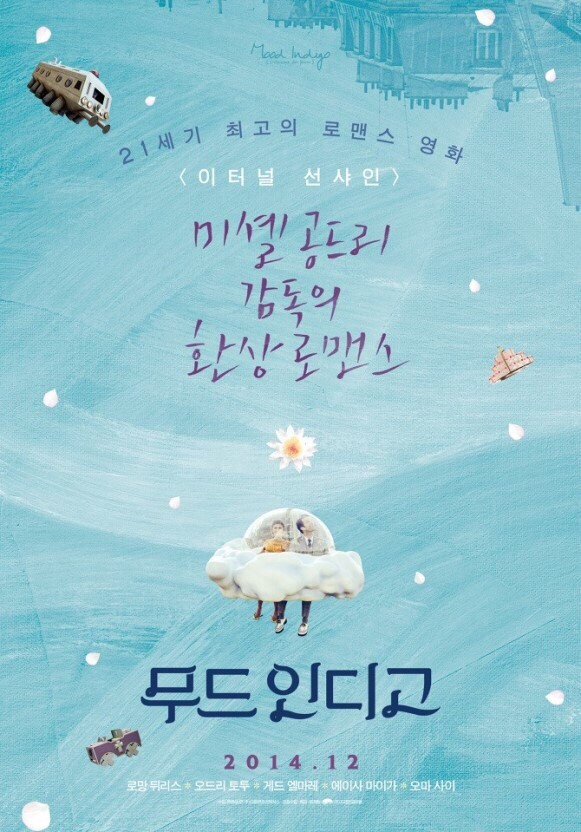 Mood Indigo
21세기 최고의 로맨스 영화
〈이터널 선샤인〉
미셸 공드리
감독의
환상 로맨스
무드 인디고
2014.12
로망 뒤리스 * 오드리 토투 * 게드 엘마레 * 에이사 마이가 * 오마 사이